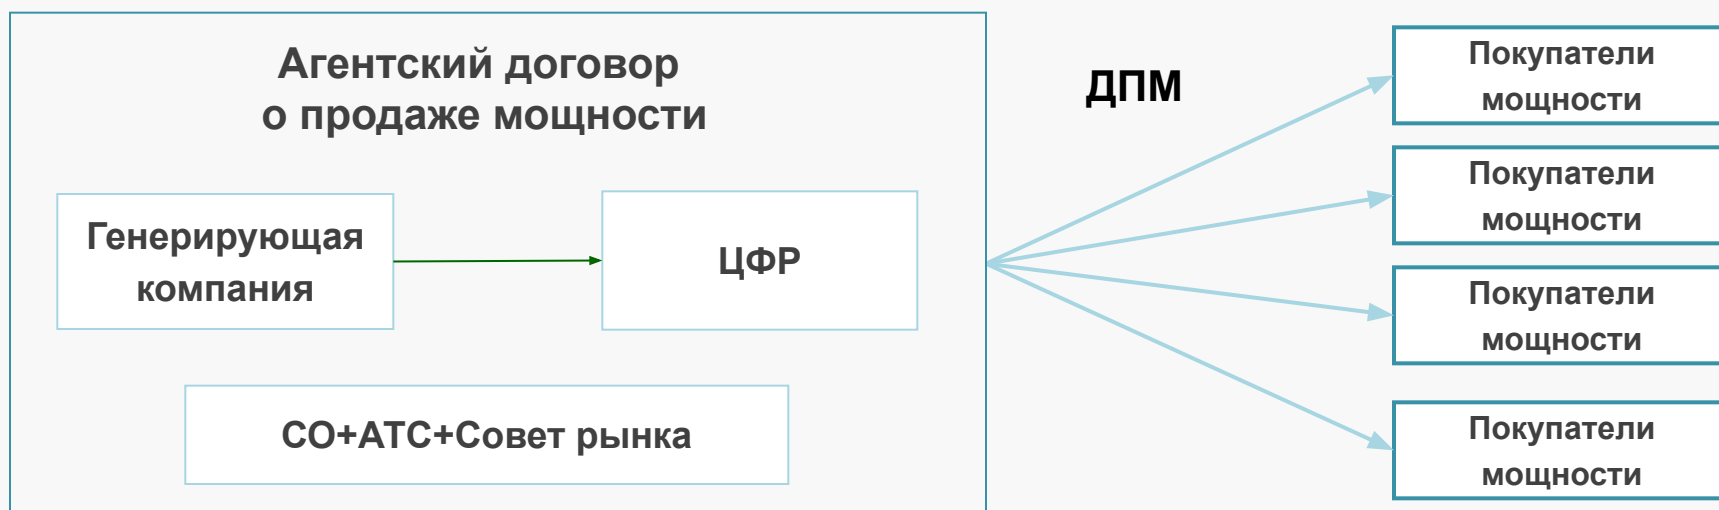 Агентский договор
о продаже мощности
Генерирующая
компания
ЦФР
СО+АТС+Совет рынка
ДПМ
Покупатели
мощности
Покупатели
мощности
Покупатели
мощности
Покупатели
мощности